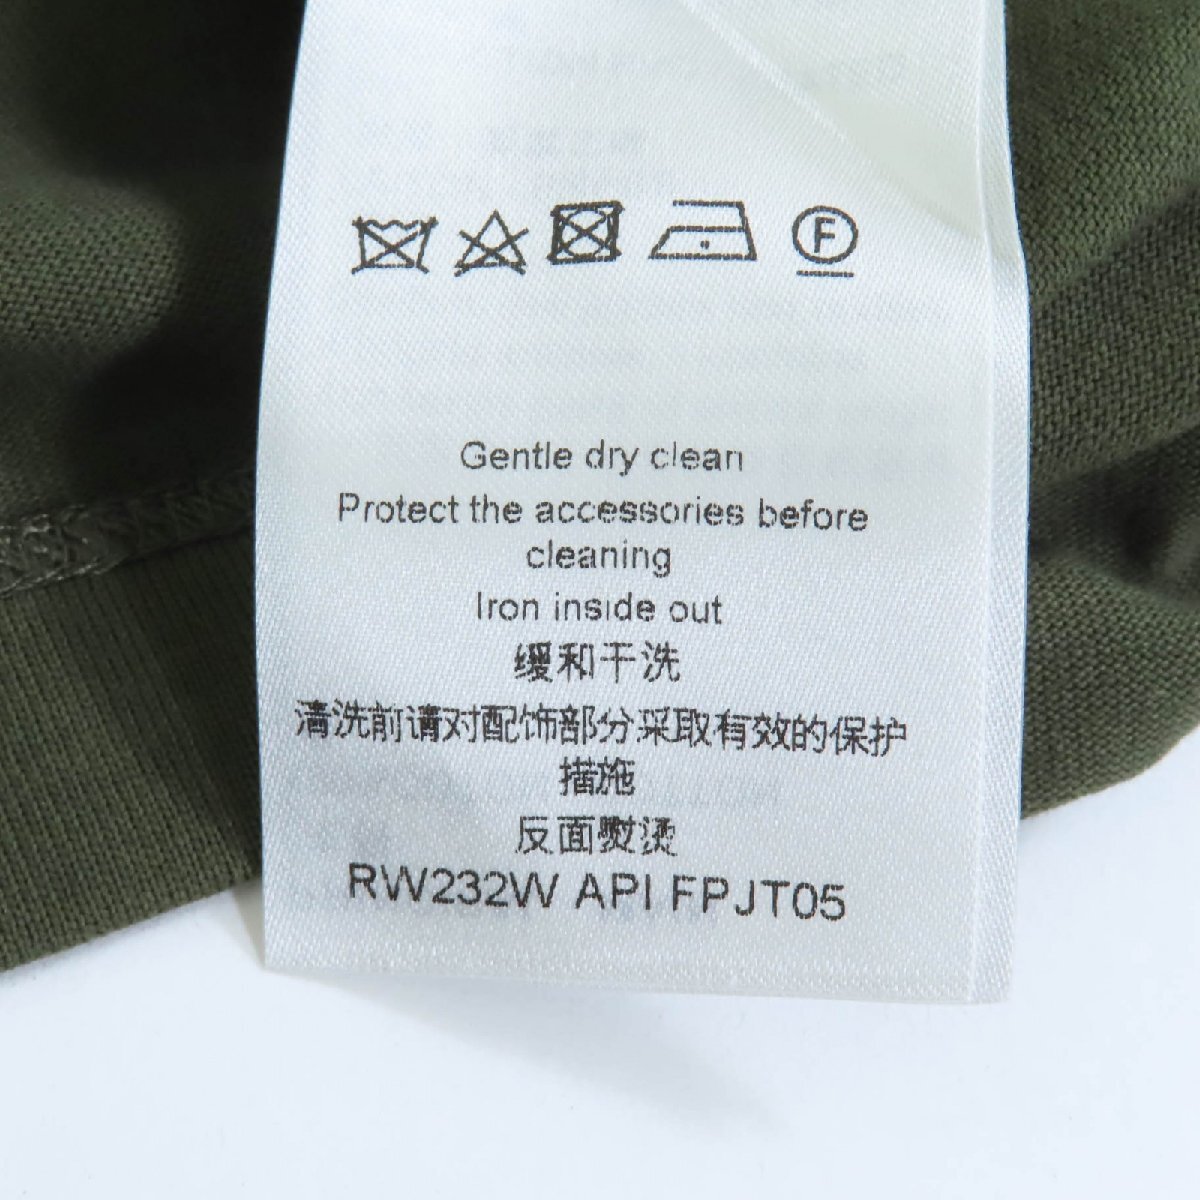 F
Gentle dry clean
Protect the accessories before
cleaning
Iron inside out
缓和干洗
清洗前请对配饰部分采取有效的保护
措施
反面熨烫
RW232W API FPJT05